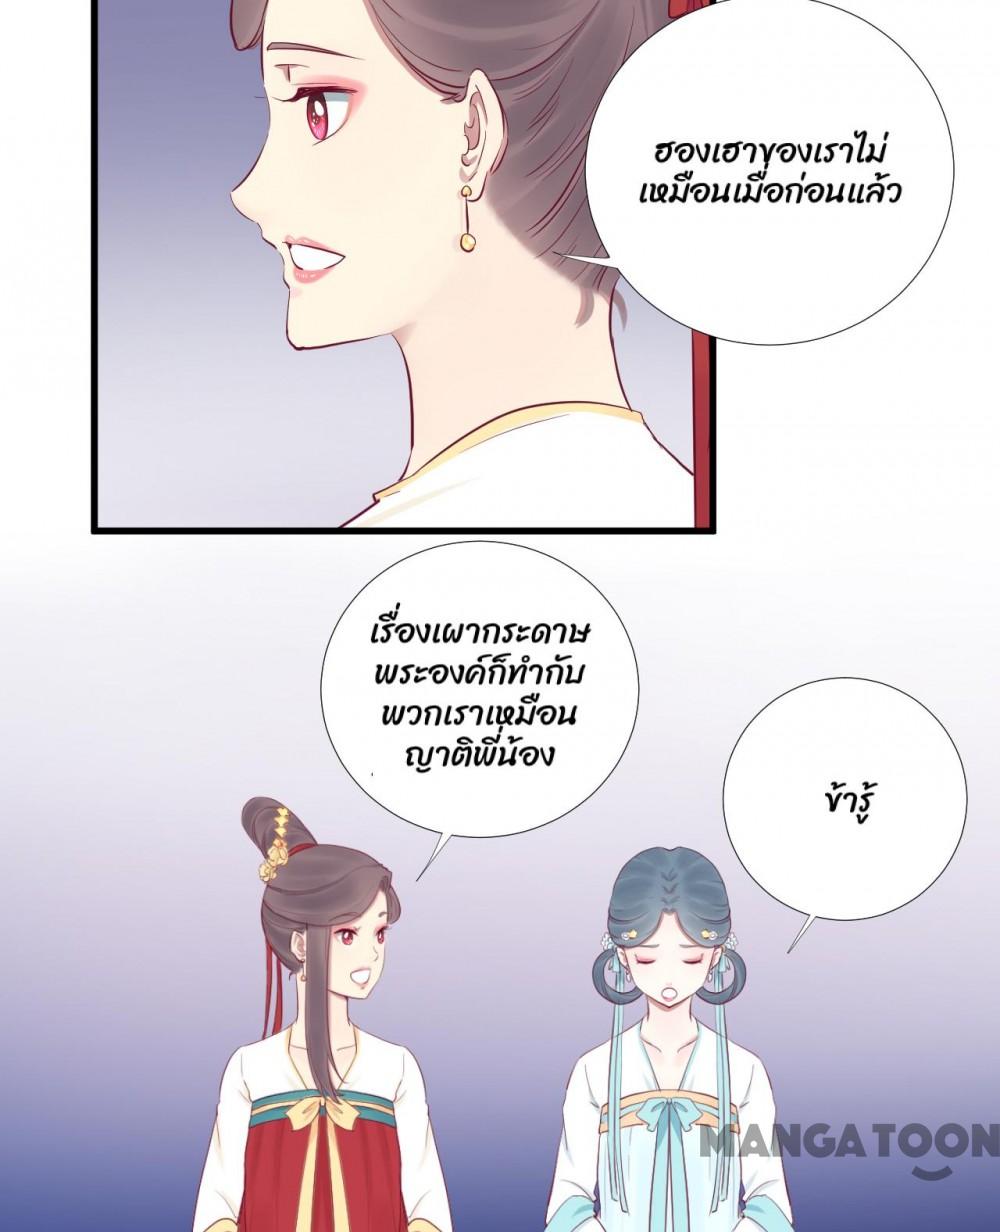 ฮองเฮาของเราไม่
เหมือนเมื่อก่อนแล้ว
เรื่องเผากระดาษ
พระองค์ก็ทำกับ
พวกเราเหมือน
ญาติพี่น้อง
ข้ารู้
MANGATOON